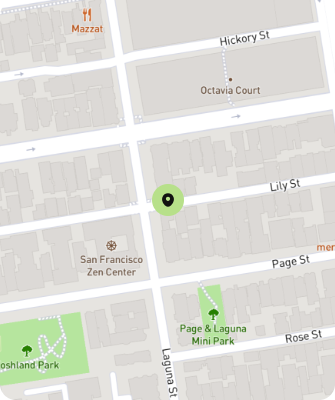 Mazzat
Hickory St
Octavia Court
Lily St
San Francisco
Zen Center
mer
Page St
Page & Laguna
Mini Park
Rose St
oshland Park
Laguna St